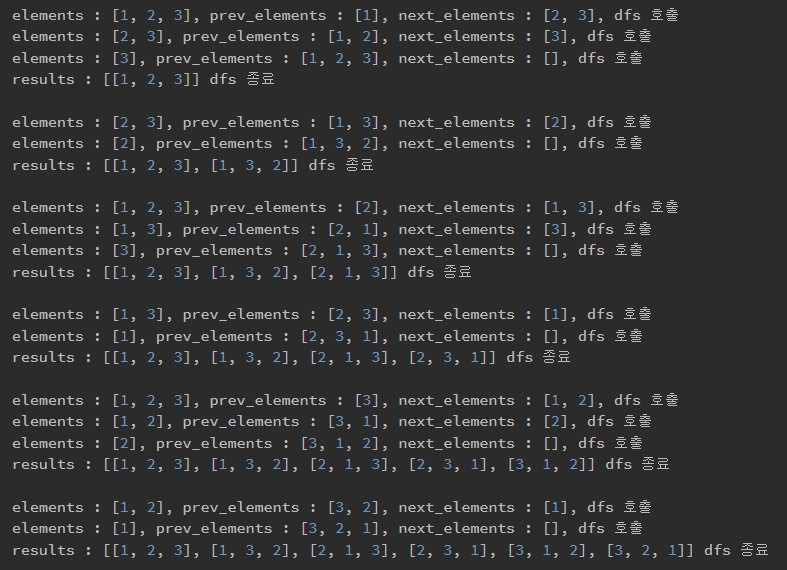 elements : [1, 2, 3], prev_elements : [1], next_elements : [2, 3], dfs 호출
elements : [2, 3], prev_elements : [1, 2], next_elements : [3], dfs 호출
elements : [3], prev_elements : [1, 2, 3], next_elements : [], dfs 호출
results : [[1, 2, 3]] dfs 종료
elements : [2, 3], prev_elements : [1, 3], next_elements : [2], dfs 호출
elements : [2], prev_elements : [1, 3, 2], next_elements : [], dfs 호출
results : [[1, 2, 3], [1, 3, 2]] dfs 종료
elements : [1, 2, 3], prev_elements : [2], next_elements : [1, 3], dfs 호출
elements : [1, 3], prev_elements : [2, 1], next_elements : [3], dfs 호출
elements : [3], prev_elements : [2, 1, 3], next_elements : [], dfs 호출
results : [[1, 2, 3], [1, 3, 2], [2, 1, 3]] dfs 종료
elements : [1, 3], prev_elements : [2, 3], next_elements : [1], dfs 호출
elements : [1], prev_elements : [2, 3, 1], next_elements : [], dfs 호출
results : [[1, 2, 3], [1, 3, 2], [2, 1, 3], [2, 3, 1]] dfs 종료
elements : [1, 2, 3], prev_elements : [3], next_elements : [1, 2], dfs 호출
elements : [1, 2], prev_elements : [3, 1], next_elements : [2], dfs 호출
elements : [2], prev_elements : [3, 1, 2], next_elements : [], dfs 호출
results : [[1, 2, 3], [1, 3, 2], [2, 1, 3], [2, 3, 1], [3, 1, 2]] dfs 종료
elements : [1, 2], prev_elements : [3, 2], next_elements : [1], dfs 호출
elements : [1], prev_elements : [3, 2, 1], next_elements : [], dfs 호출
results : [[1, 2, 3], [1, 3, 2], [2, 1, 3], [2, 3, 1], [3, 1, 2], [3, 2, 1]] dfs 종료